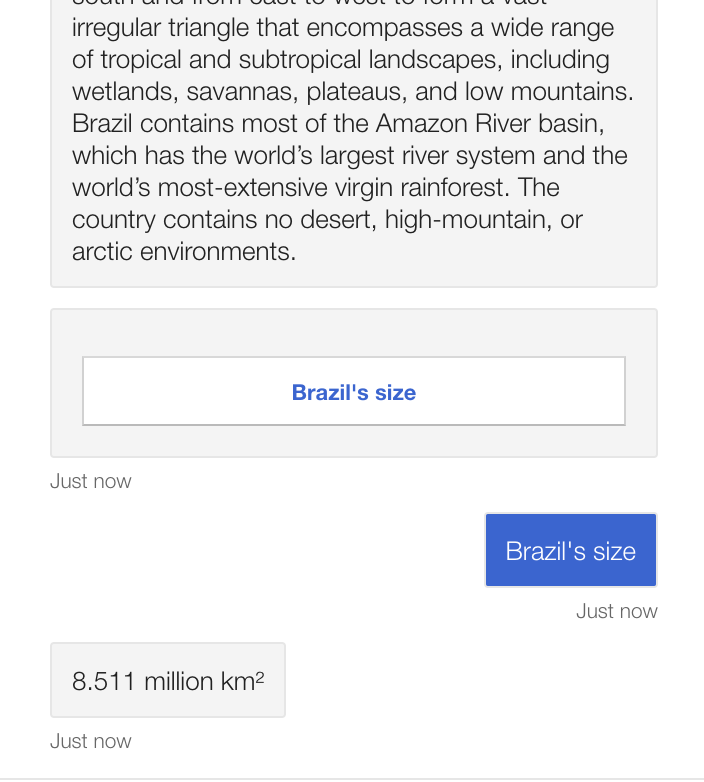 irregular triangle that encompasses a wide range
of tropical and subtropical landscapes, including
wetlands, savannas, plateaus, and low mountains.
Brazil contains most of the Amazon River basin,
which has the world’s largest river system and the
world’s most-extensive virgin rainforest. The
country contains no desert, high-mountain, or
arctic environments.
Brazil's size
Just now
Brazil's size
Just now
8.511 million km²
Just now